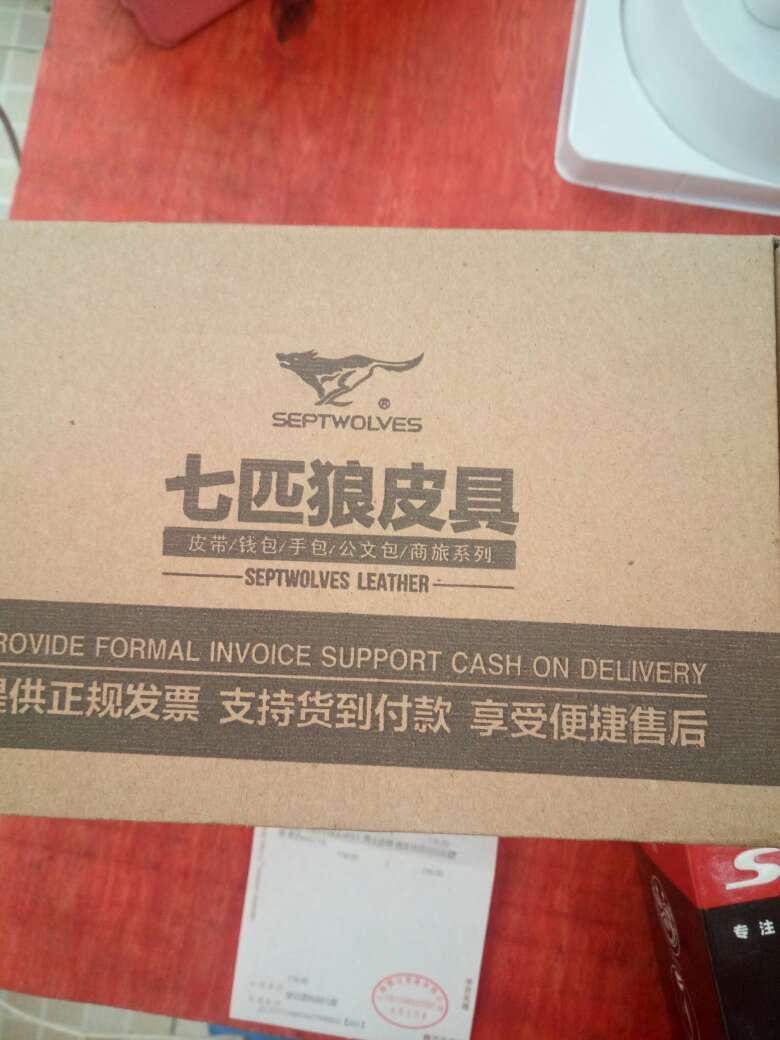 ®
SEPTWOLVES
七匹狼皮具
皮带/钱包/手包/公文包/商旅系列
SEPTWOLVES LEATHER
ROVIDE FORMAL INVOICE SUPPORT CASH ON DELIVERY
提供正规发票 支持货到付款 享受便捷售后
S
专注